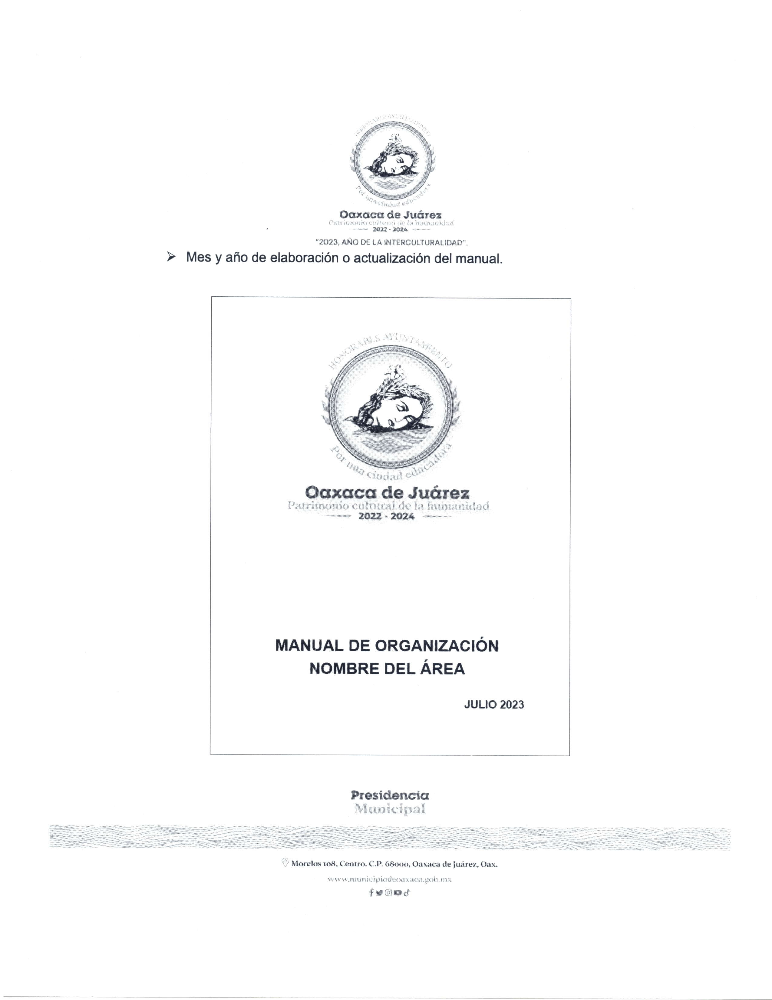 HONORABLE AYUNTAMIENTO
Por una ciudad educadora
Oaxaca de Juárez
Patrimonio cultural de la humanidad
2022 - 2024
"2023, AÑO DE LA INTERCULTURALIDAD".
➤ Mes y año de elaboración o actualización del manual.
HONORABLE AYUNTAMIENTO
Por una ciudad educadora
Oaxaca de Juárez
Patrimonio cultural de la humanidad
2022 - 2024
MANUAL DE ORGANIZACIÓN
NOMBRE DEL ÁREA
JULIO 2023
Presidencia
Municipal
Morelos 108, Centro. C.P. 68000, Oaxaca de Juárez, Oax.
www.municipiodeoaxaca.gob.mx